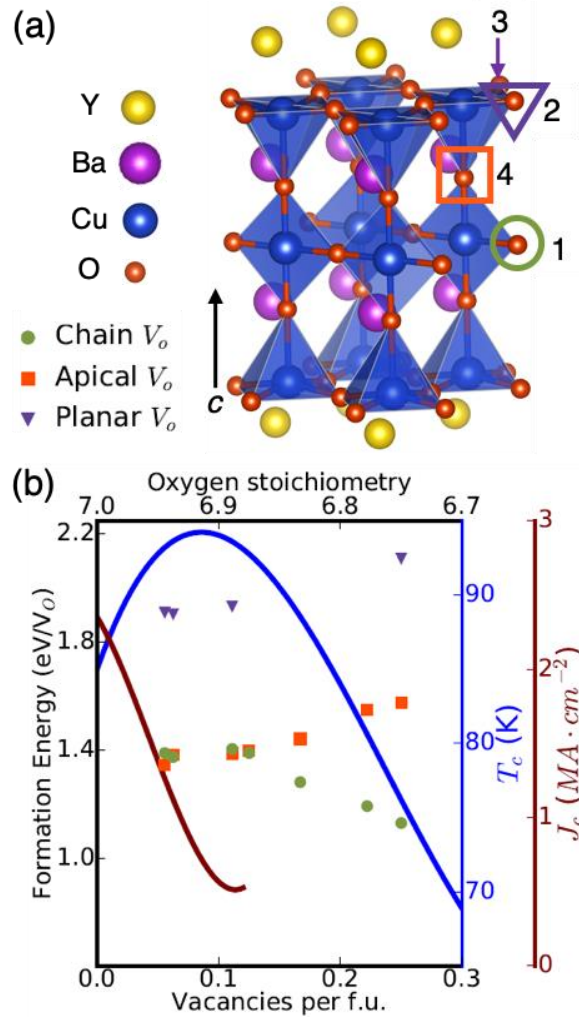 (a)
Y
Ba
Cu
O
Chain V_o
Apical V_o
Planar V_o
c
3
2
4
1
(b)
Oxygen stoichiometry
7.0 6.9 6.8 6.7
Formation Energy (eV/V_O)
2.2
1.8
1.4
1.0
T_c (K)
90
80
70
J_c (MA · cm^{-2})
3
2
1
0
0.0 0.1 0.2 0.3
Vacancies per f.u.